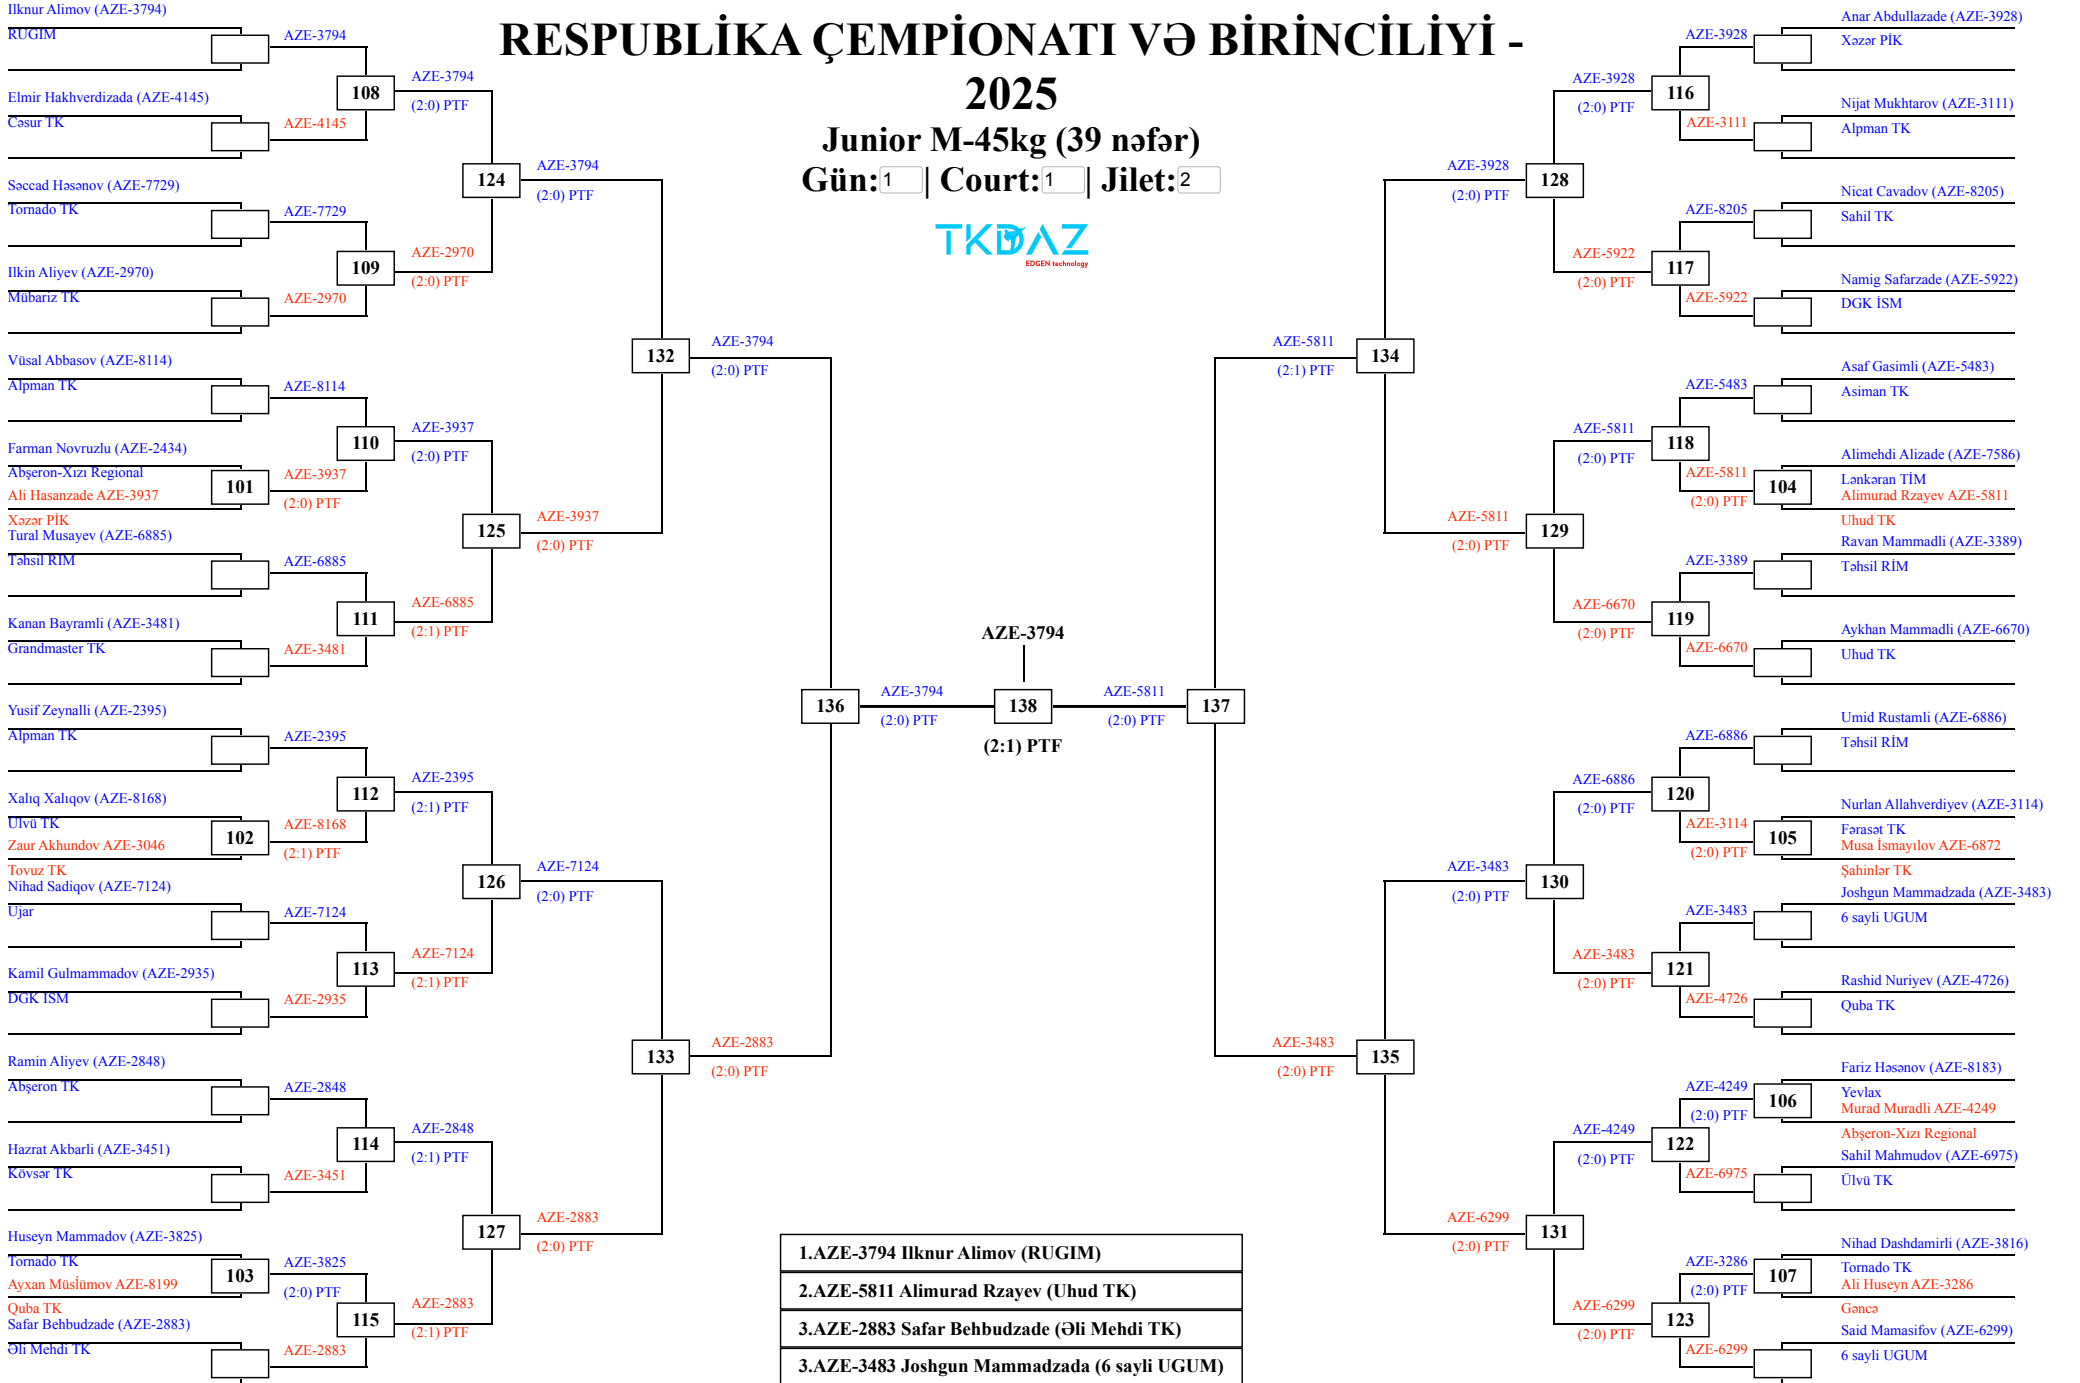 RESPUBLİKA ÇEMPİONATI VƏ BİRİNCİLİYİ -
2025
Junior M-45kg (39 nəfər)
Gün: 1 | Court: 1 | Jilet: 2
TKDAZ
EDGEN technology
Ilknur Alimov (AZE-3794)
RUGIM
AZE-3794
Elmir Hakhverdizada (AZE-4145)
Cəsur TK
AZE-4145
108
AZE-3794
(2:0) PTF
Səccad Həsənov (AZE-7729)
Tornado TK
AZE-7729
Ilkin Aliyev (AZE-2970)
Mübariz TK
AZE-2970
109
AZE-2970
(2:0) PTF
124
AZE-3794
(2:0) PTF
Vüsal Abbasov (AZE-8114)
Alpman TK
AZE-8114
Farman Novruzlu (AZE-2434)
Abşeron-Xızı Regional
Ali Hasanzade AZE-3937
Xəzər PİK
101
AZE-3937
(2:0) PTF
110
AZE-3937
(2:0) PTF
Tural Musayev (AZE-6885)
Təhsil RIM
AZE-6885
Kanan Bayramli (AZE-3481)
Grandmaster TK
AZE-3481
111
AZE-6885
(2:1) PTF
125
AZE-3937
(2:0) PTF
132
AZE-3794
(2:0) PTF
Yusif Zeynalli (AZE-2395)
Alpman TK
AZE-2395
Xalıq Xalıqov (AZE-8168)
Ulvü TK
Zaur Akhundov AZE-3046
Tovuz TK
102
AZE-8168
(2:1) PTF
112
AZE-2395
(2:1) PTF
Nihad Sadiqov (AZE-7124)
Ujar
AZE-7124
Kamil Gulmammadov (AZE-2935)
DGK ISM
AZE-2935
113
AZE-7124
(2:1) PTF
126
AZE-7124
(2:0) PTF
Ramin Aliyev (AZE-2848)
Abşeron TK
AZE-2848
Hazrat Akbarli (AZE-3451)
Kövsər TK
AZE-3451
114
AZE-2848
(2:1) PTF
Huseyn Mammadov (AZE-3825)
Tornado TK
Ayxan Müslümov AZE-8199
Quba TK
103
AZE-3825
(2:0) PTF
Safar Behbudzade (AZE-2883)
Əli Mehdi TK
AZE-2883
115
AZE-2883
(2:1) PTF
127
AZE-2883
(2:0) PTF
133
AZE-2883
(2:0) PTF
136
AZE-3794
(2:0) PTF
AZE-3794
138
(2:1) PTF
AZE-5811
(2:0) PTF
137
Anar Abdullazade (AZE-3928)
Xəzər PİK
AZE-3928
Nijat Mukhtarov (AZE-3111)
Alpman TK
AZE-3111
116
AZE-3928
(2:0) PTF
Nicat Cavadov (AZE-8205)
Sahil TK
AZE-8205
Namig Safarzade (AZE-5922)
DGK İSM
AZE-5922
117
AZE-5922
(2:0) PTF
128
AZE-3928
(2:0) PTF
Asaf Gasimli (AZE-5483)
Asiman TK
AZE-5483
Alimehdi Alizade (AZE-7586)
Lənkəran TİM
Alimurad Rzayev AZE-5811
Uhud TK
104
AZE-5811
(2:0) PTF
118
AZE-5811
(2:0) PTF
Ravan Mammadli (AZE-3389)
Təhsil RİM
AZE-3389
Aykhan Mammadli (AZE-6670)
Uhud TK
AZE-6670
119
AZE-6670
(2:0) PTF
129
AZE-5811
(2:0) PTF
134
AZE-5811
(2:1) PTF
Umid Rustamli (AZE-6886)
Təhsil RİM
AZE-6886
Nurlan Allahverdiyev (AZE-3114)
Fərasət TK
Musa İsmayılov AZE-6872
Şahinlər TK
105
AZE-3114
(2:0) PTF
120
AZE-6886
(2:0) PTF
Joshgun Mammadzada (AZE-3483)
6 sayli UGUM
AZE-3483
Rashid Nuriyev (AZE-4726)
Quba TK
AZE-4726
121
AZE-3483
(2:0) PTF
130
AZE-3483
(2:0) PTF
Fariz Həsənov (AZE-8183)
Yevlax
Murad Muradli AZE-4249
Abşeron-Xızı Regional
106
AZE-4249
(2:0) PTF
Sahil Mahmudov (AZE-6975)
Ülvü TK
AZE-6975
122
AZE-4249
(2:0) PTF
Nihad Dashdamirli (AZE-3816)
Tornado TK
Ali Huseyn AZE-3286
Gəncə
107
AZE-3286
(2:0) PTF
Said Mamasifov (AZE-6299)
6 sayli UGUM
AZE-6299
123
AZE-6299
(2:0) PTF
131
AZE-6299
(2:0) PTF
135
AZE-3483
(2:0) PTF
1.AZE-3794 Ilknur Alimov (RUGIM)
2.AZE-5811 Alimurad Rzayev (Uhud TK)
3.AZE-2883 Safar Behbudzade (Əli Mehdi TK)
3.AZE-3483 Joshgun Mammadzada (6 sayli UGUM)